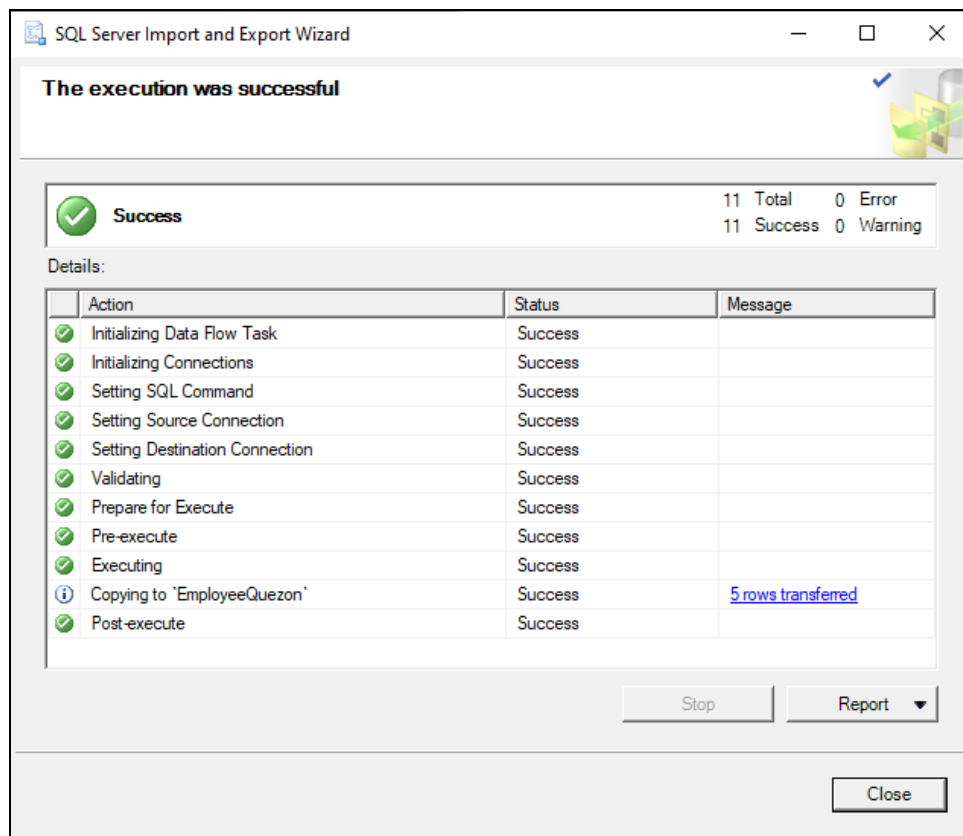 SQL Server Import and Export Wizard
The execution was successful
Success
11 Total 0 Error
11 Success 0 Warning
Details:
Action Status Message
Initializing Data Flow Task Success
Initializing Connections Success
Setting SQL Command Success
Setting Source Connection Success
Setting Destination Connection Success
Validating Success
Prepare for Execute Success
Pre-execute Success
Executing Success
Copying to `EmployeeQuezon` Success 5 rows transferred
Post-execute Success
Stop Report
Close